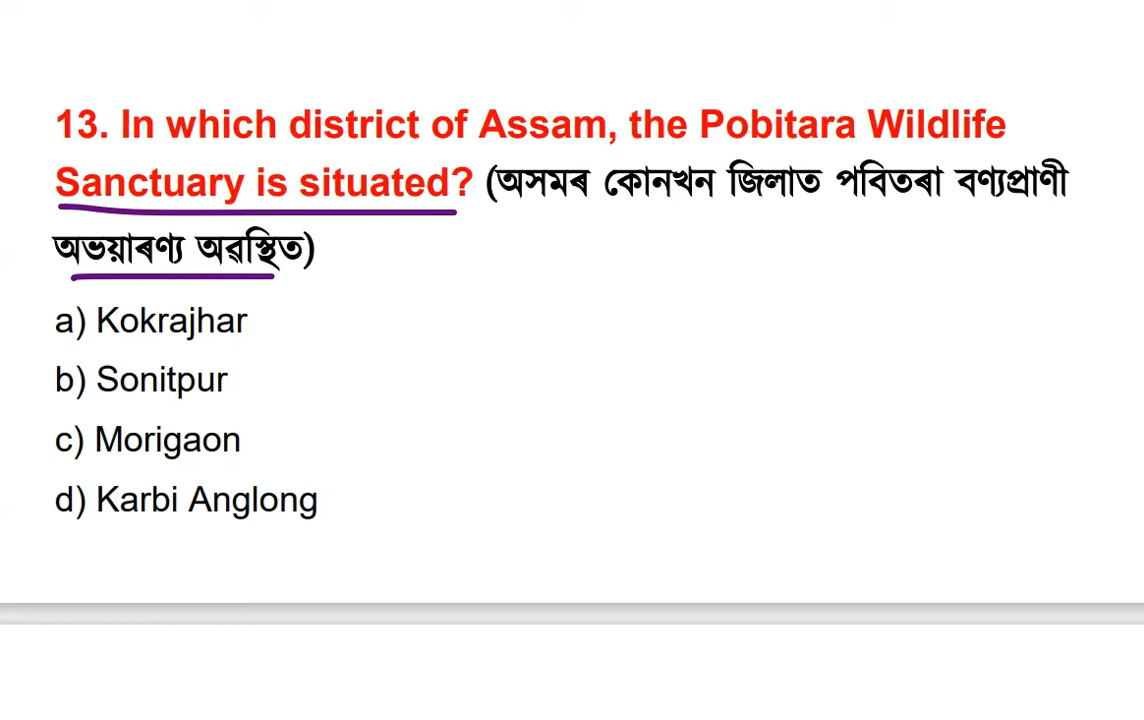 13. In which district of Assam, the Pobitara Wildlife
Sanctuary is situated? (অসমৰ কোনখন জিলাত পবিতৰা বণ্যপ্ৰাণী
অভয়াৰণ্য অৱস্থিত)
a) Kokrajhar
b) Sonitpur
c) Morigaon
d) Karbi Anglong